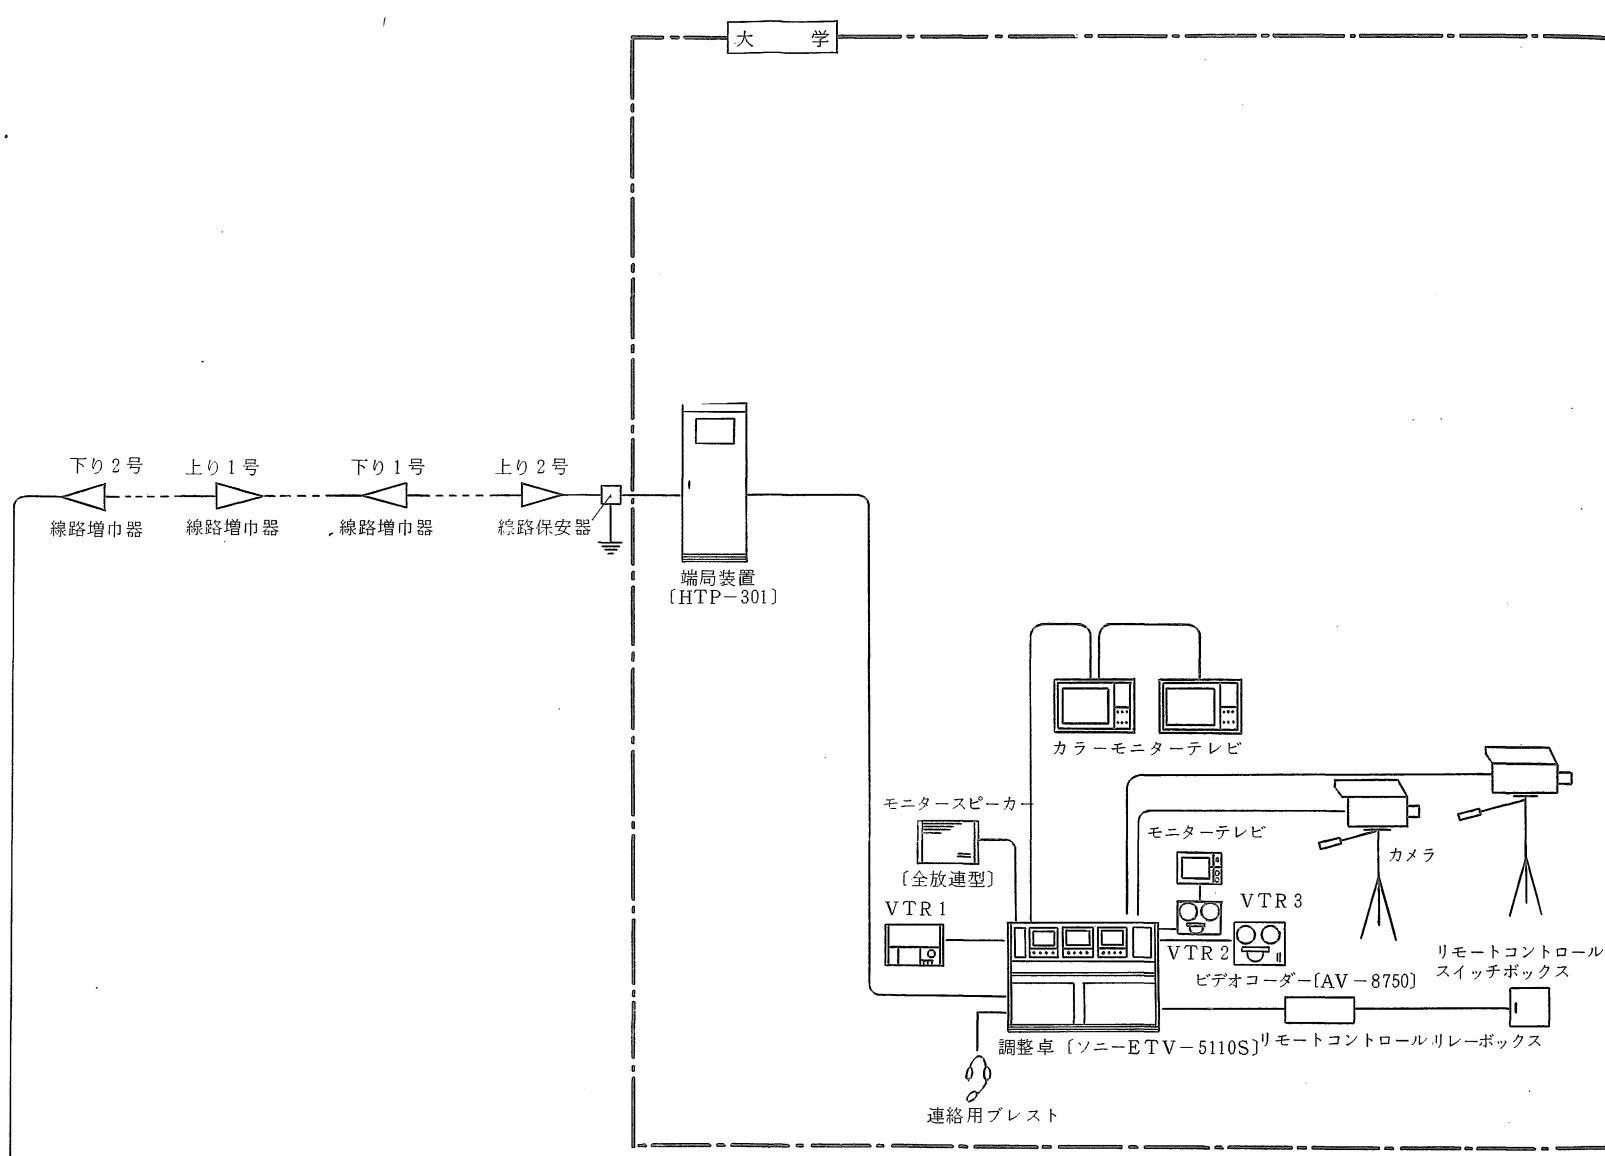 大　　学
下り2号
上り1号
下り1号
上り2号
線路増巾器
線路増巾器
線路増巾器
線路保安器
端局装置
〔HTP－301〕
カラーモニターテレビ
モニタースピーカー
〔全放連型〕
モニターテレビ
カメラ
VTR1
VTR3
VTR2
ビデオコーダー〔AV－8750〕
リモートコントロール
スイッチボックス
調整卓〔ソニーETV－5110S〕
リモートコントロールリレーボックス
連絡用ブレスト